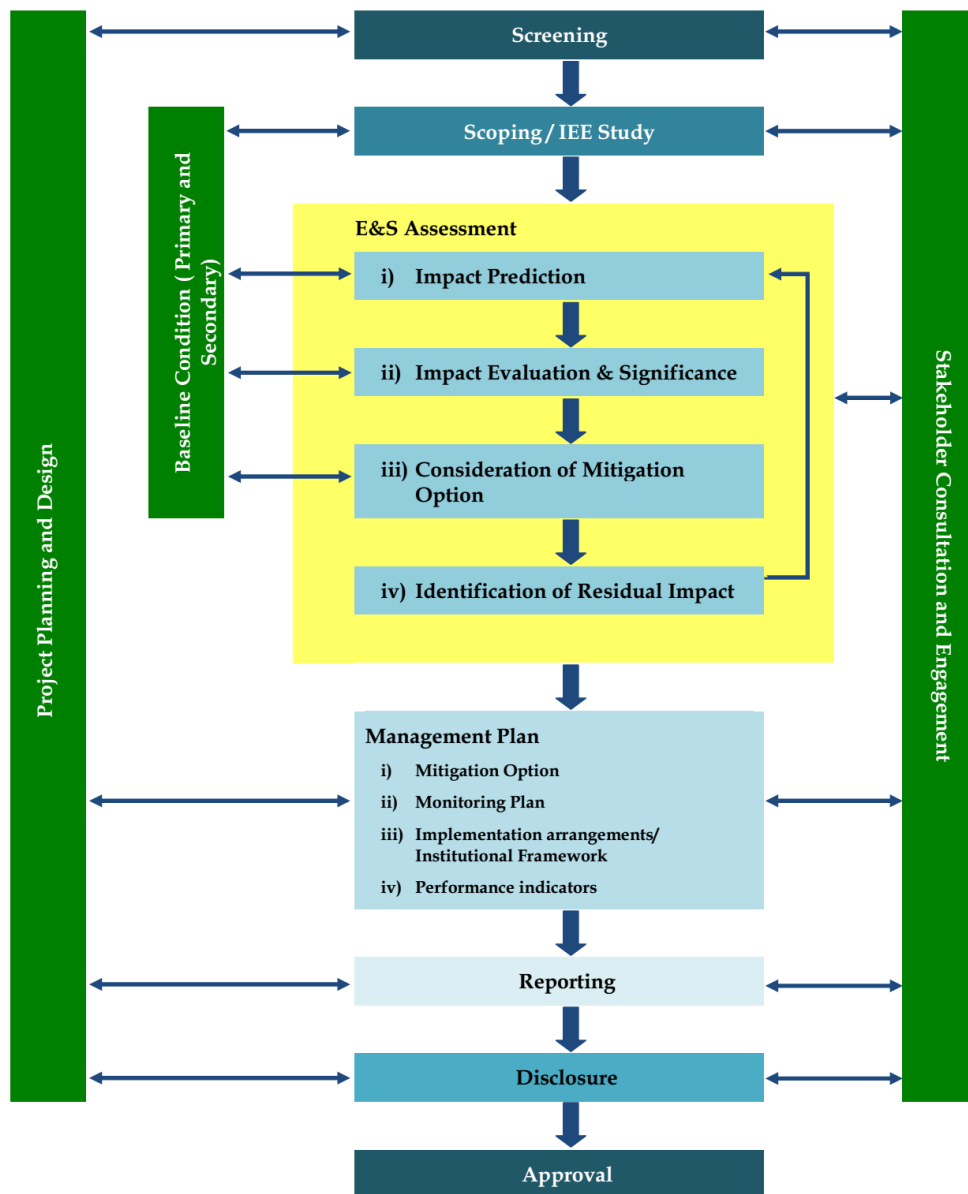 Screening
Scoping / IEE Study
E&S Assessment
i) Impact Prediction
ii) Impact Evaluation & Significance
iii) Consideration of Mitigation
Option
iv) Identification of Residual Impact
Management Plan
i) Mitigation Option
ii) Monitoring Plan
iii) Implementation arrangements/
Institutional Framework
iv) Performance indicators
Reporting
Disclosure
Approval
Project Planning and Design
Baseline Condition ( Primary and
Secondary)
Stakeholder Consultation and Engagement